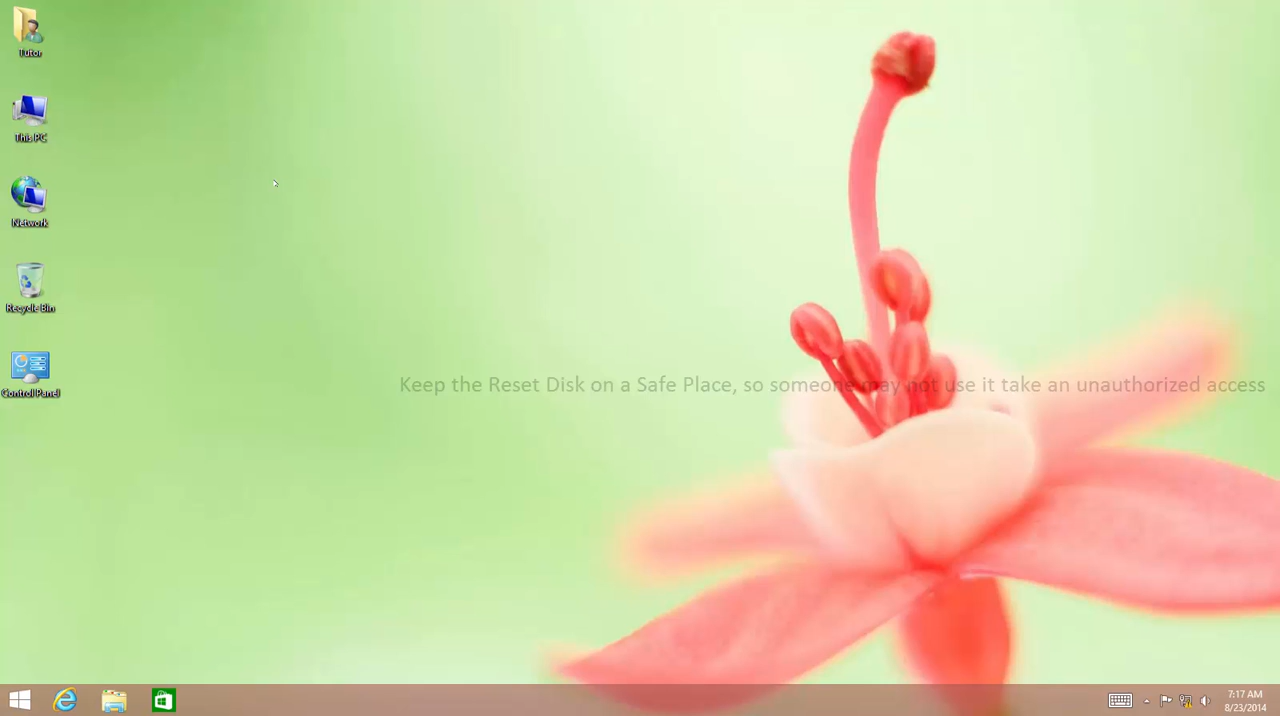 Tutor
This PC
Network
Recycle Bin
Control Panel
Keep the Reset Disk on a Safe Place, so someone may not use it take an unauthorized access
7:17 AM
8/23/2014